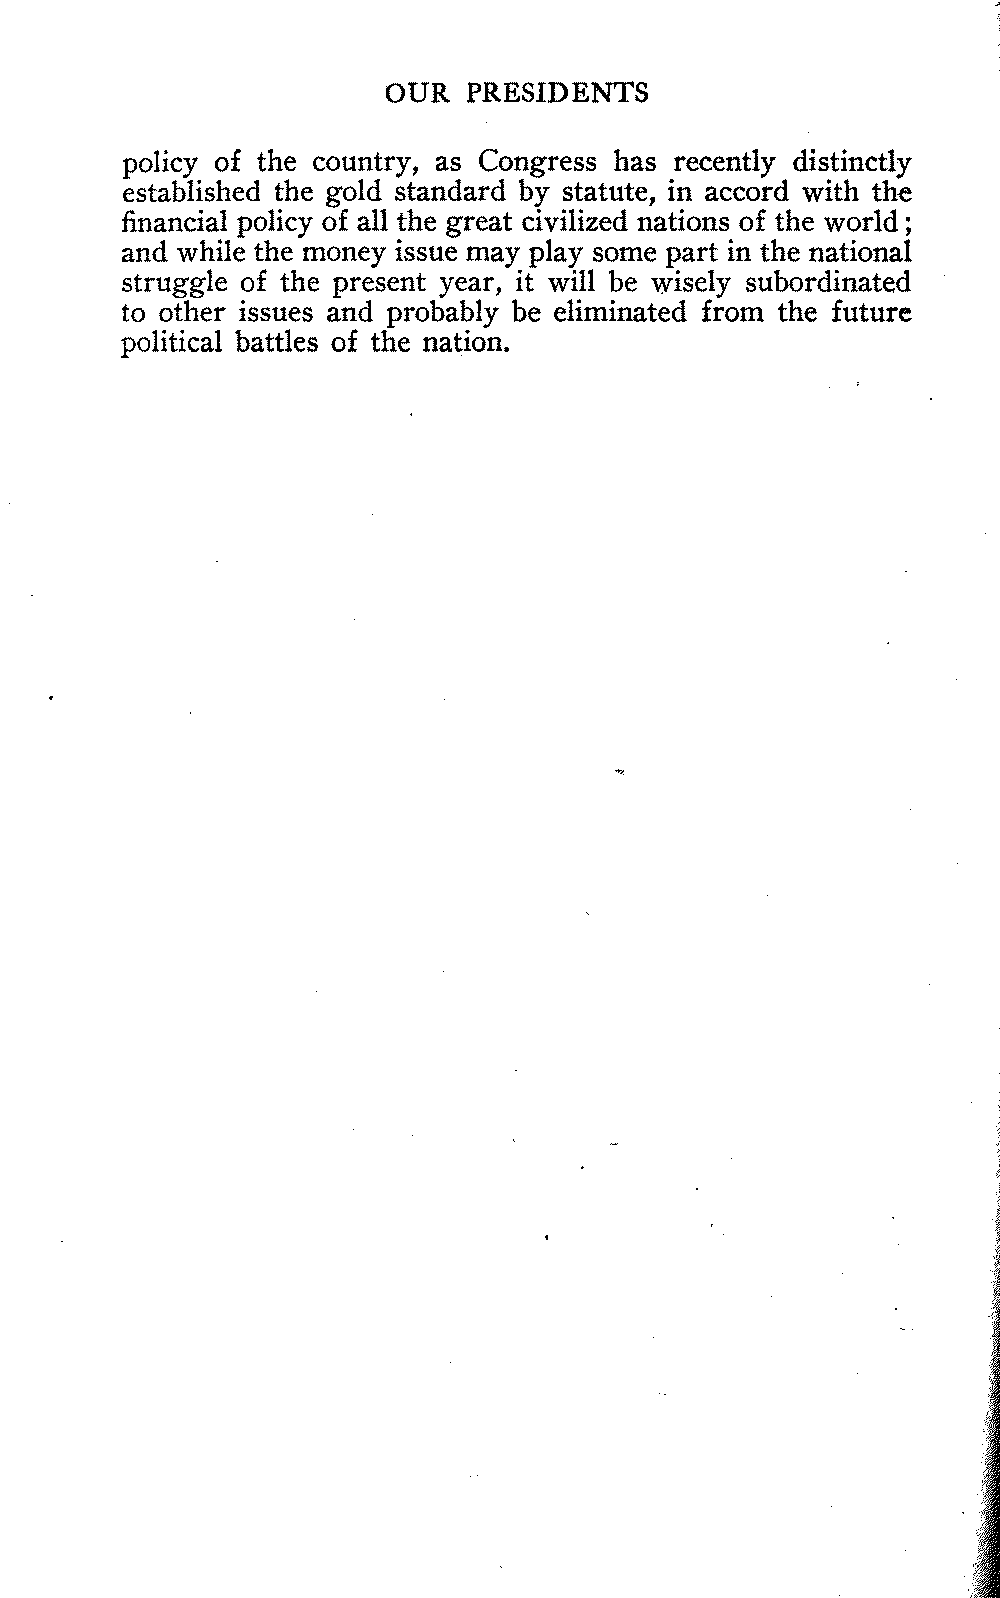 OUR PRESIDENTS
policy of the country, as Congress has recently distinctly
established the gold standard by statute, in accord with the
financial policy of all the great civilized nations of the world;
and while the money issue may play some part in the national
struggle of the present year, it will be wisely subordinated
to other issues and probably be eliminated from the future
political battles of the nation.